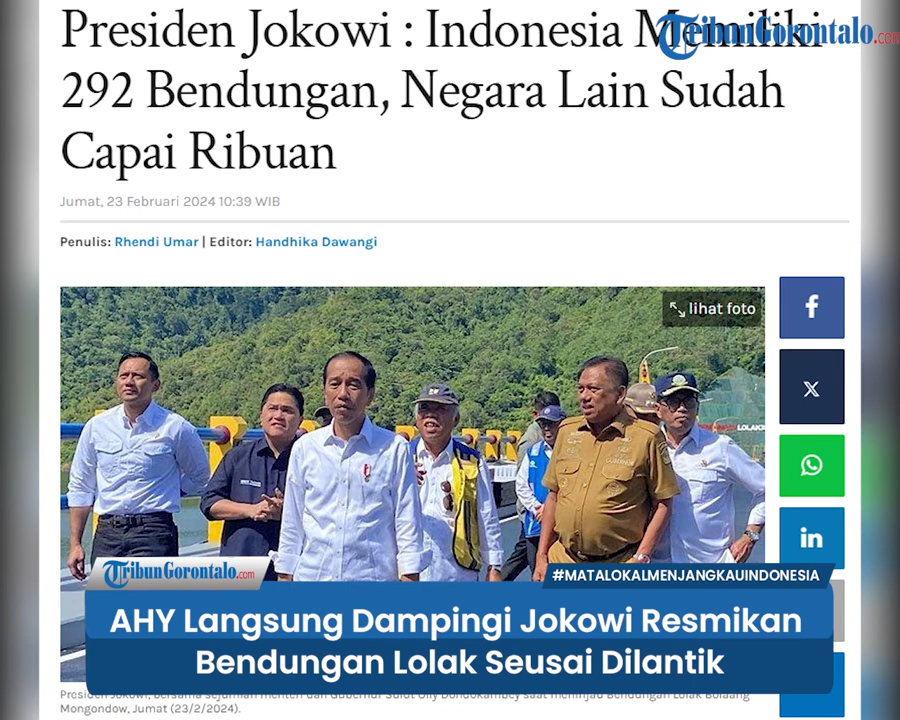 Presiden Jokowi : Indonesia Memiliki
TribunGorontalo.com
292 Bendungan, Negara Lain Sudah
Capai Ribuan
Jumat, 23 Februari 2024 10:39 WIB
Penulis: Rhendi Umar | Editor: Handhika Dawangi
lihat foto
TribunGorontalo.com
#MATALOKALMENJANGKAUINDONESIA
AHY Langsung Dampingi Jokowi Resmikan
Bendungan Lolak Seusai Dilantik
Presiden Jokowi, bersama sejumlah menteri dan Gubernur Sulut Olly Dondokambey saat meninjau Bendungan Lolak Bolaang
Mongondow, Jumat (23/2/2024).